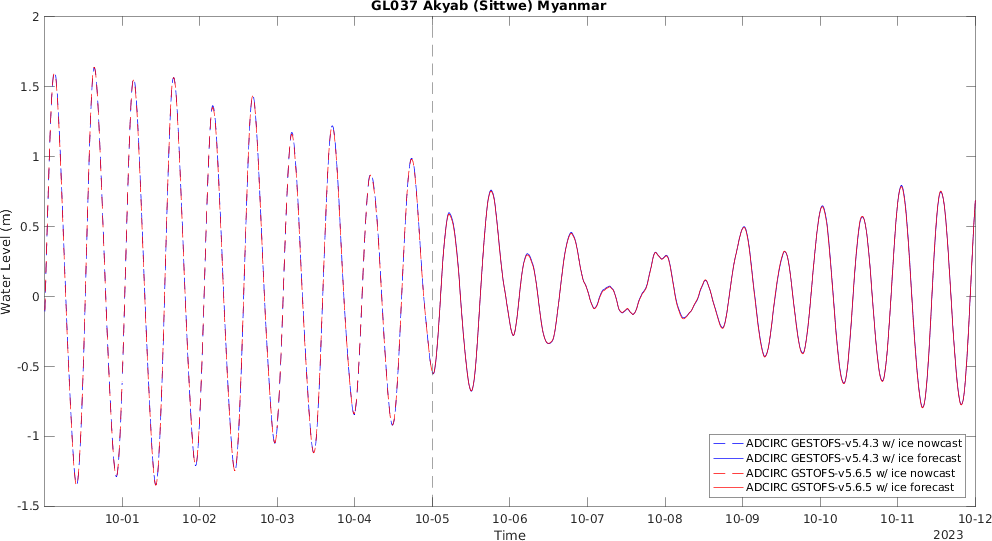 GL037 Akyab (Sittwe) Myanmar
2
1.5
1
0.5
0
-0.5
-1
-1.5
Water Level (m)
ADCIRC GESTOFS-v5.4.3 w/ ice nowcast
ADCIRC GESTOFS-v5.4.3 w/ ice forecast
ADCIRC GSTOFS-v5.6.5 w/ ice nowcast
ADCIRC GSTOFS-v5.6.5 w/ ice forecast
10-01 10-02 10-03 10-04 10-05 10-06 10-07 10-08 10-09 10-10 10-11 10-12
Time
2023